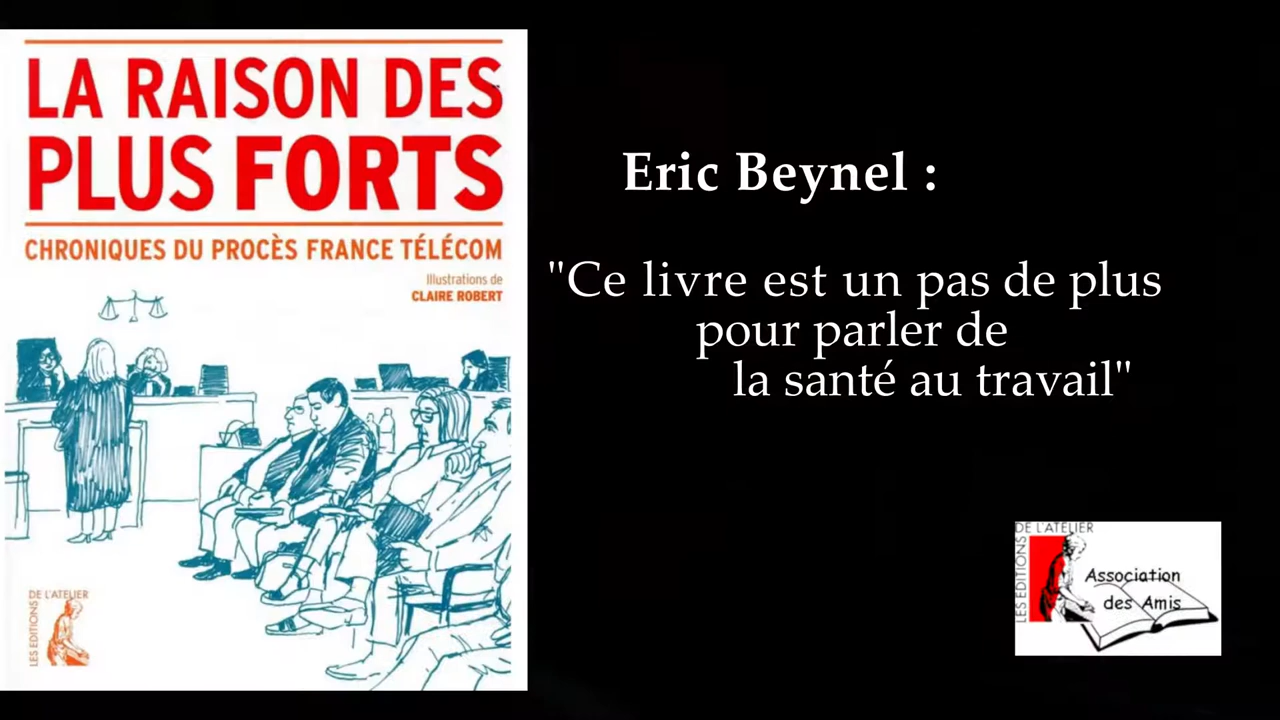 LA RAISON DES
PLUS FORTS
CHRONIQUES DU PROCÈS FRANCE TÉLÉCOM
Illustrations de
CLAIRE ROBERT
LES EDITIONS
DE L'ATELIER
Eric Beynel :
"Ce livre est un pas de plus
pour parler de
la santé au travail"
LES EDITIONS
DE L'ATELIER
Association
des Amis